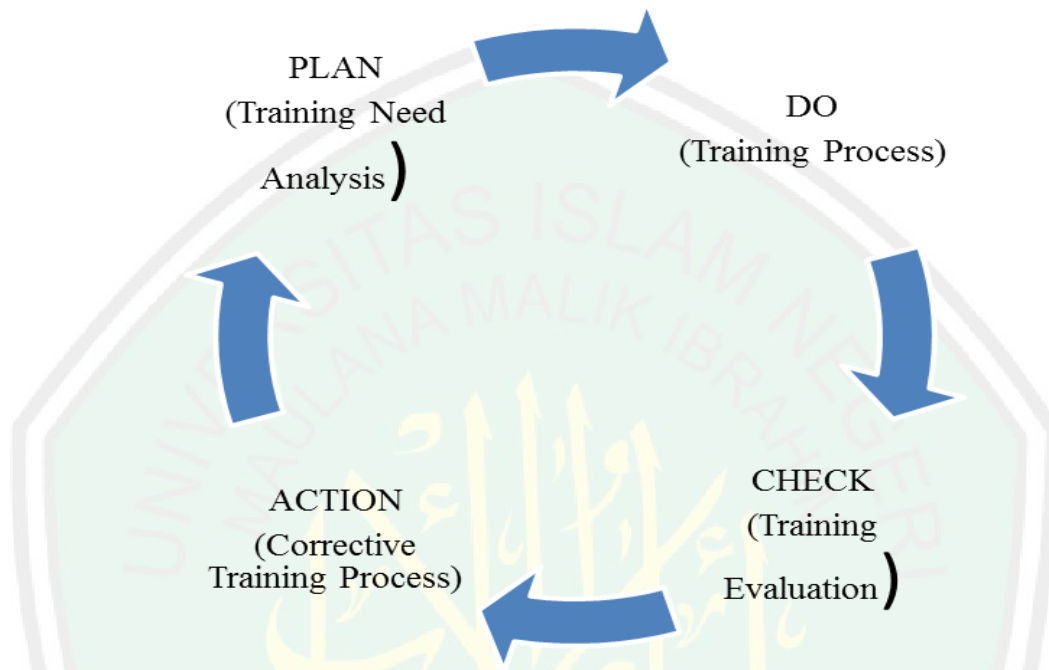 PLAN
(Training Need
Analysis)
DO
(Training Process)
CHECK
(Training
Evaluation)
ACTION
(Corrective
Training Process)
UNIVERSITAS ISLAM NEGERI
MAULANA MALIK IBRAHIM